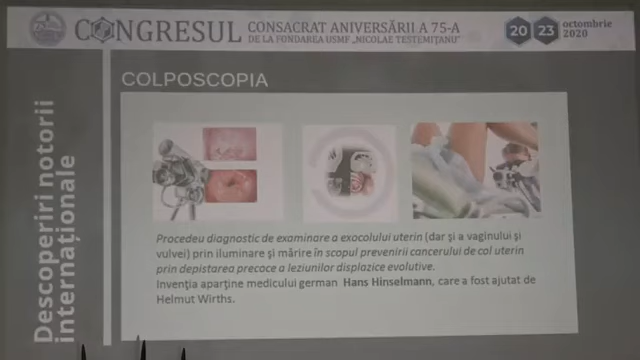 CONGRESUL CONSACRAT ANIVERSĂRII A 75-A
DE LA FONDAREA USMF „NICOLAE TESTEMIȚANU”
20 23 octombrie
2020
COLPOSCOPIA
Descoperiri notorii
internaționale
Procedeu diagnostic de examinare a exocolului uterin (dar și a vaginului și
vulvei) prin iluminare și mărire în scopul prevenirii cancerului de col uterin
prin depistarea precoce a leziunilor displazice evolutive.
Invenția aparține medicului german Hans Hinselmann, care a fost ajutat de
Helmut Wirths.